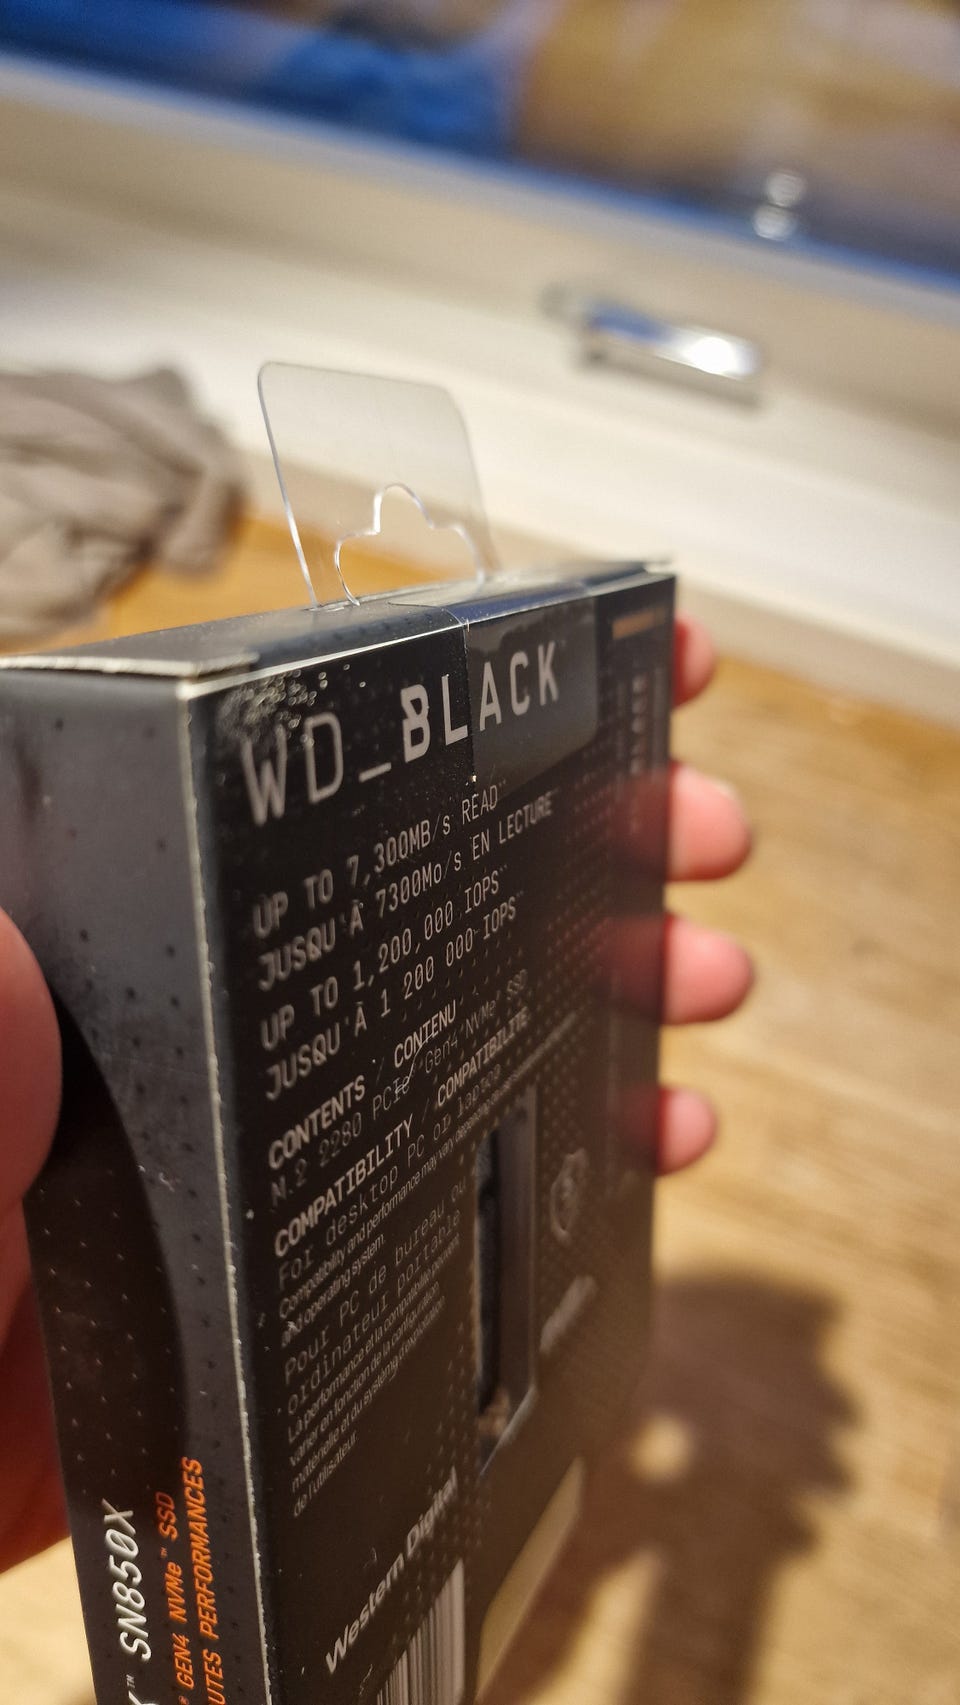 WD_BLACK
UP TO 7,300MB/s READ
JUSQU'À 7300Mo/s EN LECTURE
UP TO 1,200,000 IOPS
JUSQU'À 1 200 000 IOPS
CONTENTS / CONTENU
M.2 2280 PCIe Gen4 NVMe SSD
COMPATIBILITY / COMPATIBILITÉ
For desktop PC or laptop
Compatibility and performance may vary depending on
and operating system.
Pour PC de bureau ou
ordinateur portable
La performance et la compatibilité peuvent
varier en fonction de la configuration
matérielle et du système d'exploitation
de l'utilisateur.
Western Digital
™ SN850X
GEN4 NVMe™ SSD
UTES PERFORMANCES